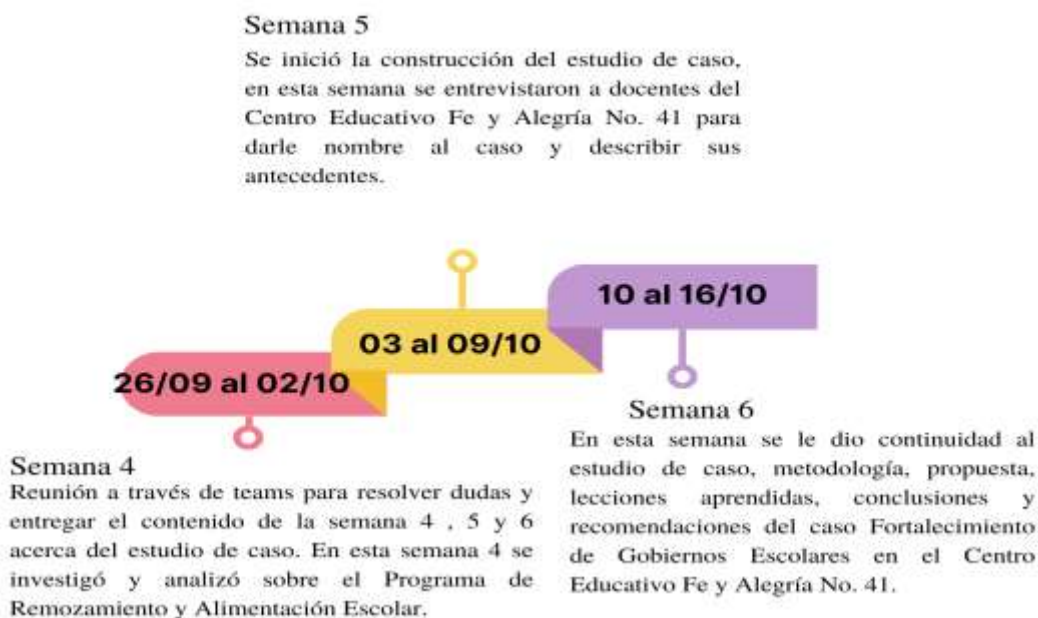 Semana 5
Se inició la construcción del estudio de caso,
en esta semana se entrevistaron a docentes del
Centro Educativo Fe y Alegría No. 41 para
darle nombre al caso y describir sus
antecedentes.
10 al 16/10
03 al 09/10
26/09 al 02/10
Semana 4
Reunión a través de teams para resolver dudas y
entregar el contenido de la semana 4 , 5 y 6
acerca del estudio de caso. En esta semana 4 se
investigó y analizó sobre el Programa de
Remozamiento y Alimentación Escolar.
Semana 6
En esta semana se le dio continuidad al
estudio de caso, metodología, propuesta,
lecciones aprendidas, conclusiones y
recomendaciones del caso Fortalecimiento
de Gobiernos Escolares en el Centro
Educativo Fe y Alegría No. 41.